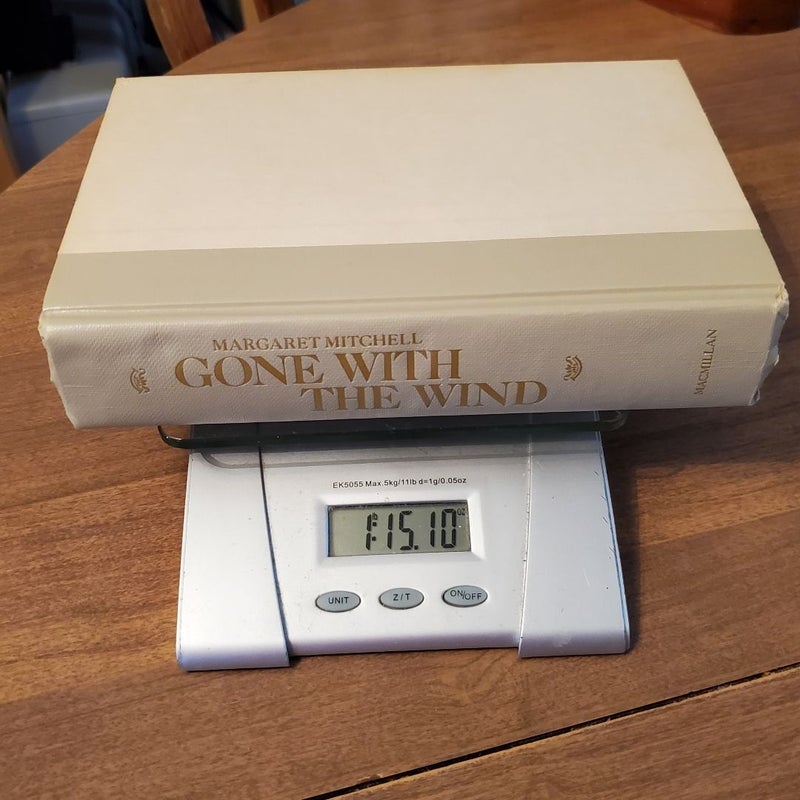 MARGARET MITCHELL
GONE WITH
THE WIND
MACMILLAN
EK5055 Max.5kg/11lb d=1g/0.05oz
lb oz
1:15.10
UNIT Z/T ON/OFF